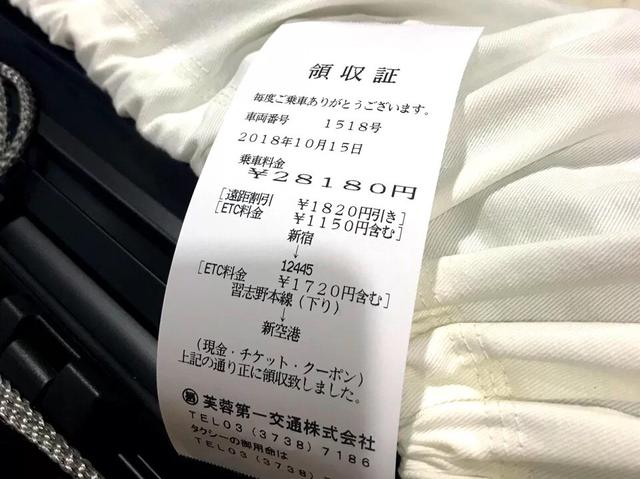 領収証
毎度ご乗車ありがとうございます。
車両番号 1518号
2018年10月15日
乗車料金
￥28180円
[遠距割引 ￥1820円引き]
[ETC料金 ￥1150円含む]
新宿
↓
12445
[ETC料金 ￥1720円含む]
習志野本線(下り)
↓
新空港
(現金・チケット・クーポン)
上記の通り正に領収致しました。
芙蓉第一交通株式会社
TEL03(3738)7186
タクシーの御用命は
TEL03(3738)